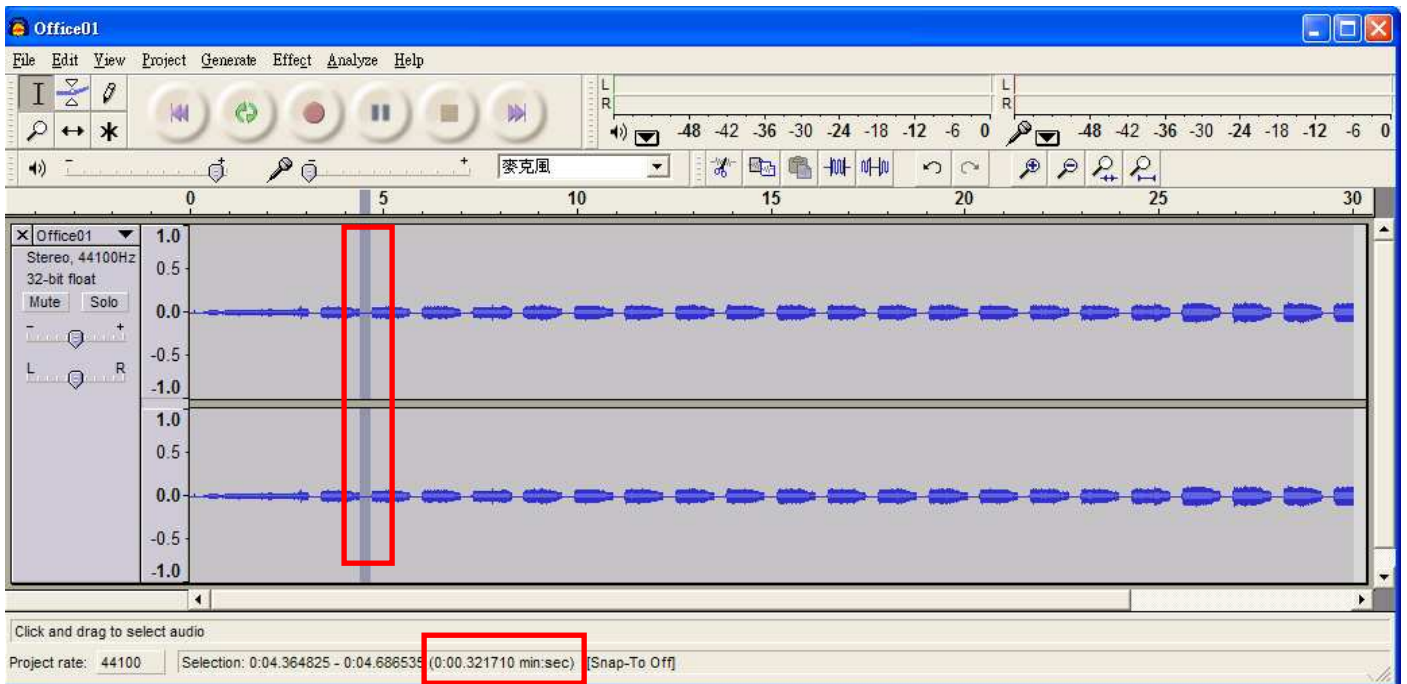 Office01
File Edit View Project Generate Effect Analyze Help
L
R
-48 -42 -36 -30 -24 -18 -12 -6 0
L
R
-48 -42 -36 -30 -24 -18 -12 -6 0
- +
- +
麥克風
0 5 10 15 20 25 30
Office01
Stereo, 44100Hz
32-bit float
Mute Solo
- +
L R
1.0
0.5
0.0
-0.5
-1.0
1.0
0.5
0.0
-0.5
-1.0
Click and drag to select audio
Project rate: 44100 Selection: 0:04.364825 - 0:04.686535 (0:00.321710 min:sec) [Snap-To Off]